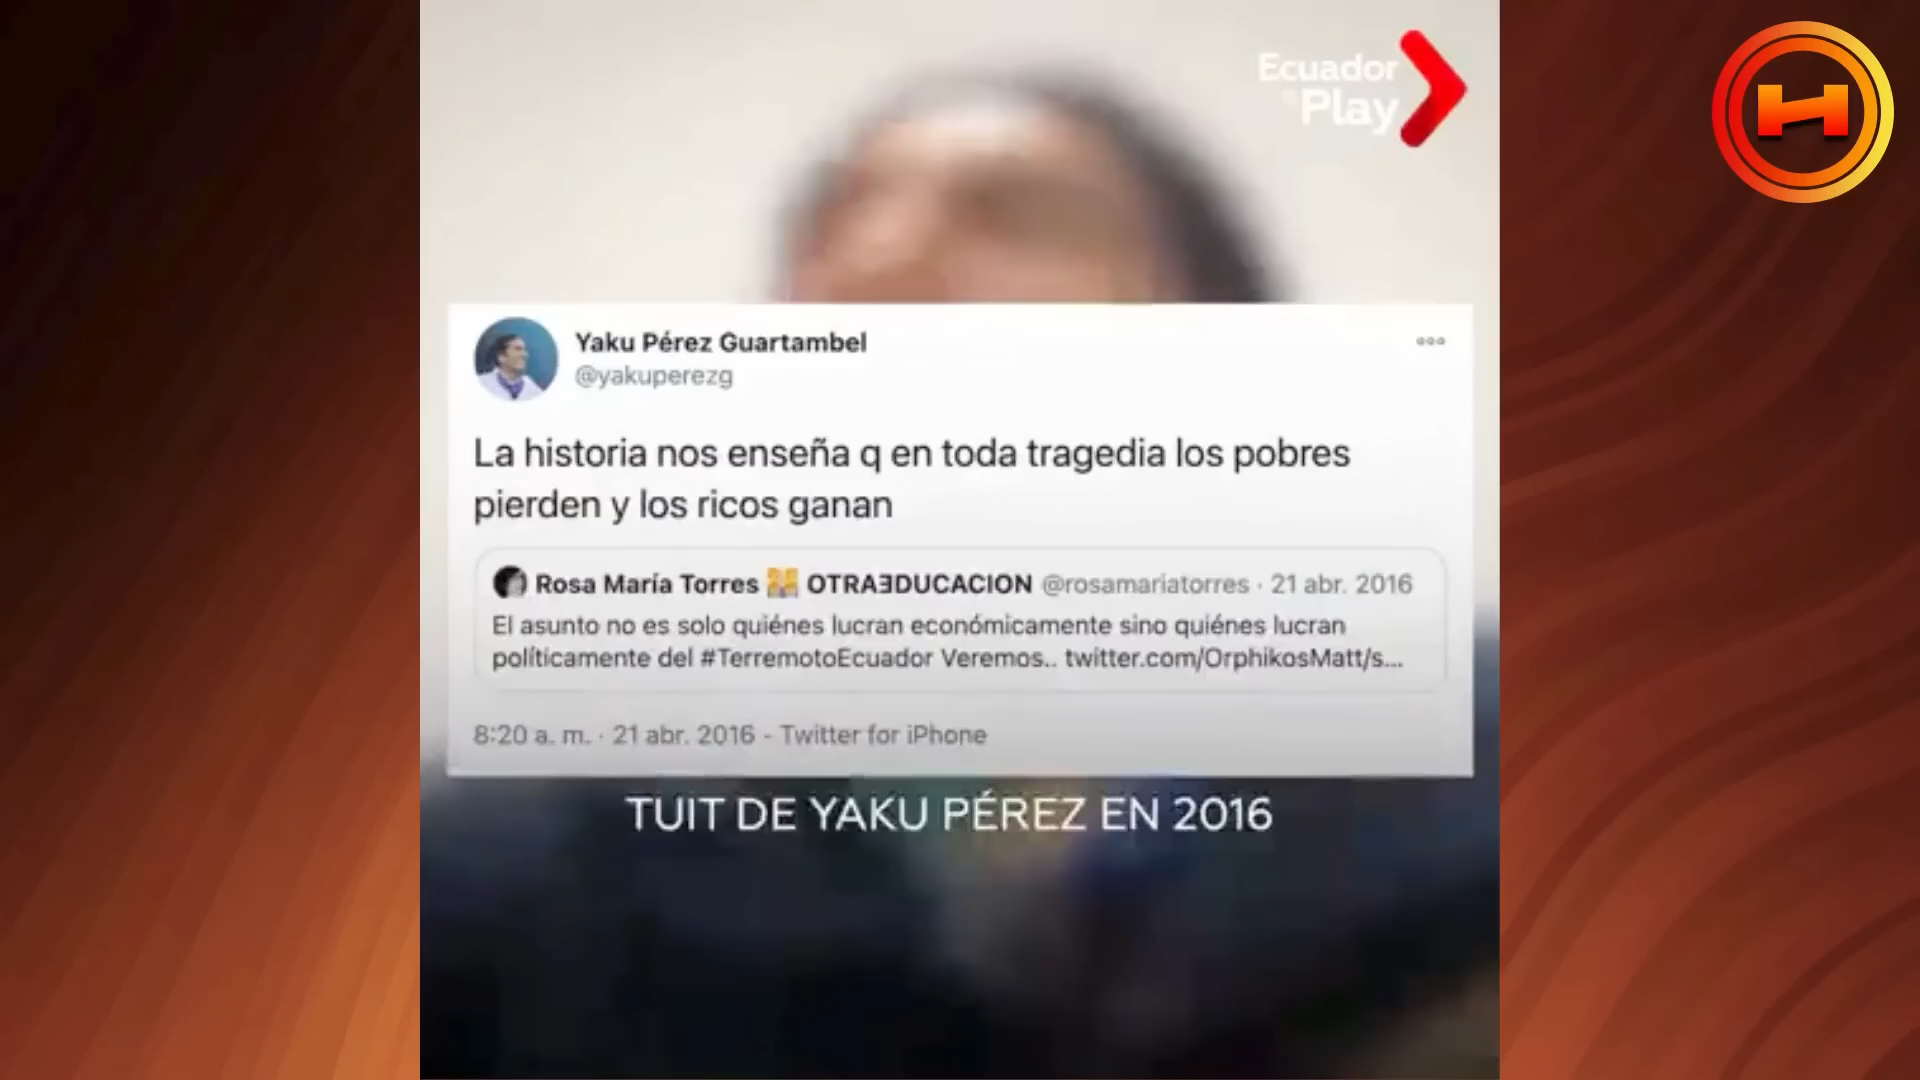 Ecuador
Play
H
Yaku Pérez Guartambel
@yakuperezg
La historia nos enseña q en toda tragedia los pobres
pierden y los ricos ganan
Rosa María Torres OTRAƎDUCACION @rosamariatorres · 21 abr. 2016
El asunto no es solo quiénes lucran económicamente sino quiénes lucran
políticamente del #TerremotoEcuador Veremos.. twitter.com/OrphikosMatt/s...
8:20 a. m. · 21 abr. 2016 - Twitter for iPhone
TUIT DE YAKU PÉREZ EN 2016